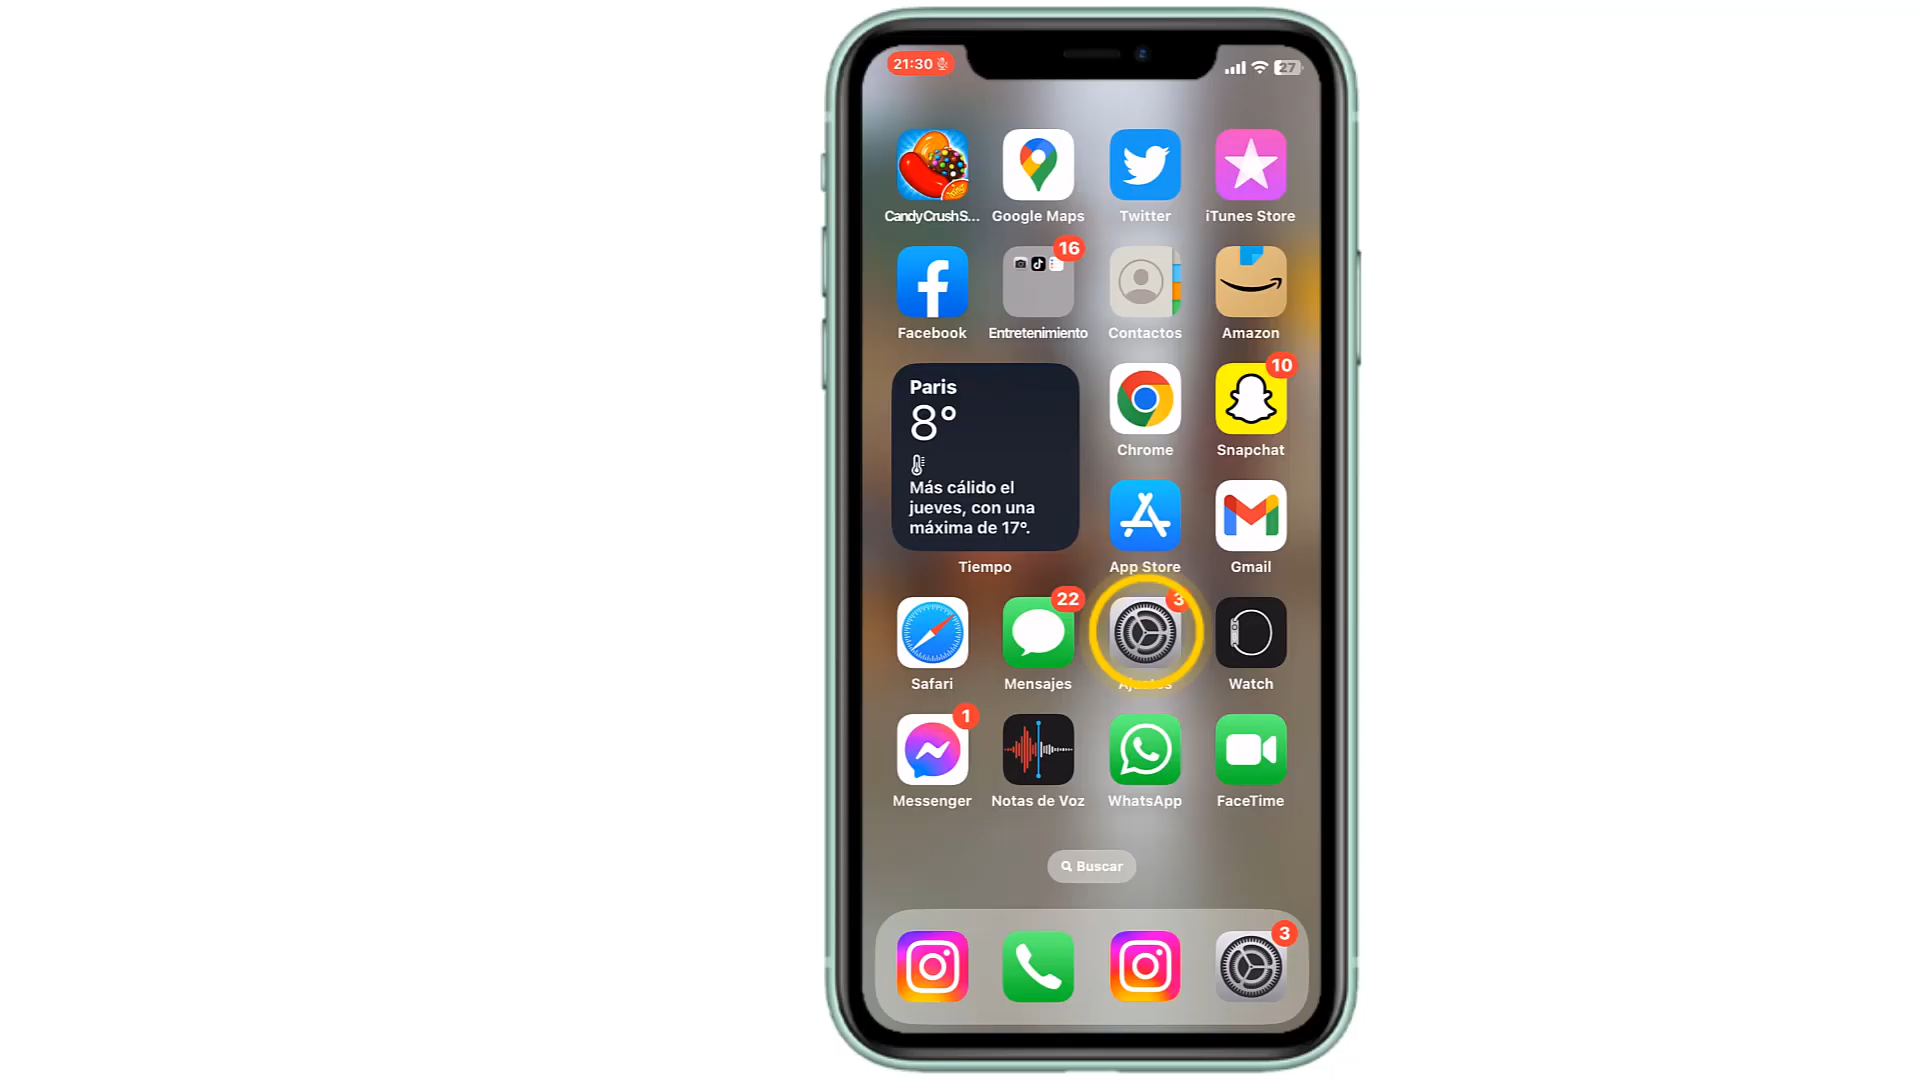 21:30
27
CandyCrushS...
Google Maps
Twitter
iTunes Store
16
Facebook
Entretenimiento
Contactos
Amazon
Paris
8°
Más cálido el
jueves, con una
máxima de 17°.
Tiempo
10
Chrome
Snapchat
App Store
Gmail
22
3
Safari
Mensajes
Ajustes
Watch
1
Messenger
Notas de Voz
WhatsApp
FaceTime
Buscar
3